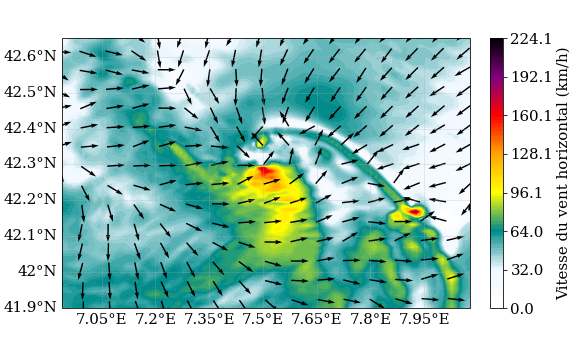 42.6°N
42.5°N
42.4°N
42.3°N
42.2°N
42.1°N
42°N
41.9°N
7.05°E 7.2°E 7.35°E 7.5°E 7.65°E 7.8°E 7.95°E
224.1
192.1
160.1
128.1
96.1
64.0
32.0
0.0
Vitesse du vent horizontal (km/h)